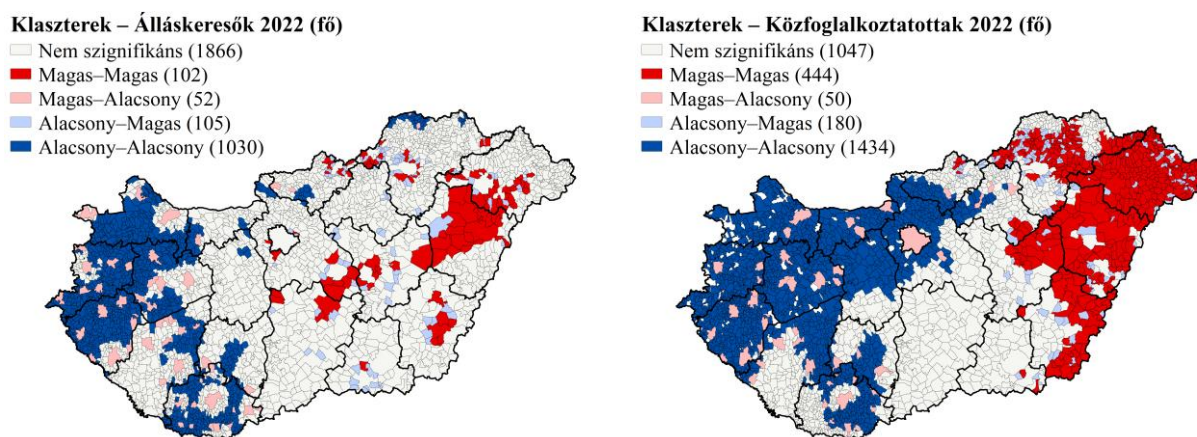 Klaszterek – Álláskeresők 2022 (fő)
Nem szignifikáns (1866)
Magas–Magas (102)
Magas–Alacsony (52)
Alacsony–Magas (105)
Alacsony–Alacsony (1030)
Klaszterek – Közfoglalkoztatottak 2022 (fő)
Nem szignifikáns (1047)
Magas–Magas (444)
Magas–Alacsony (50)
Alacsony–Magas (180)
Alacsony–Alacsony (1434)